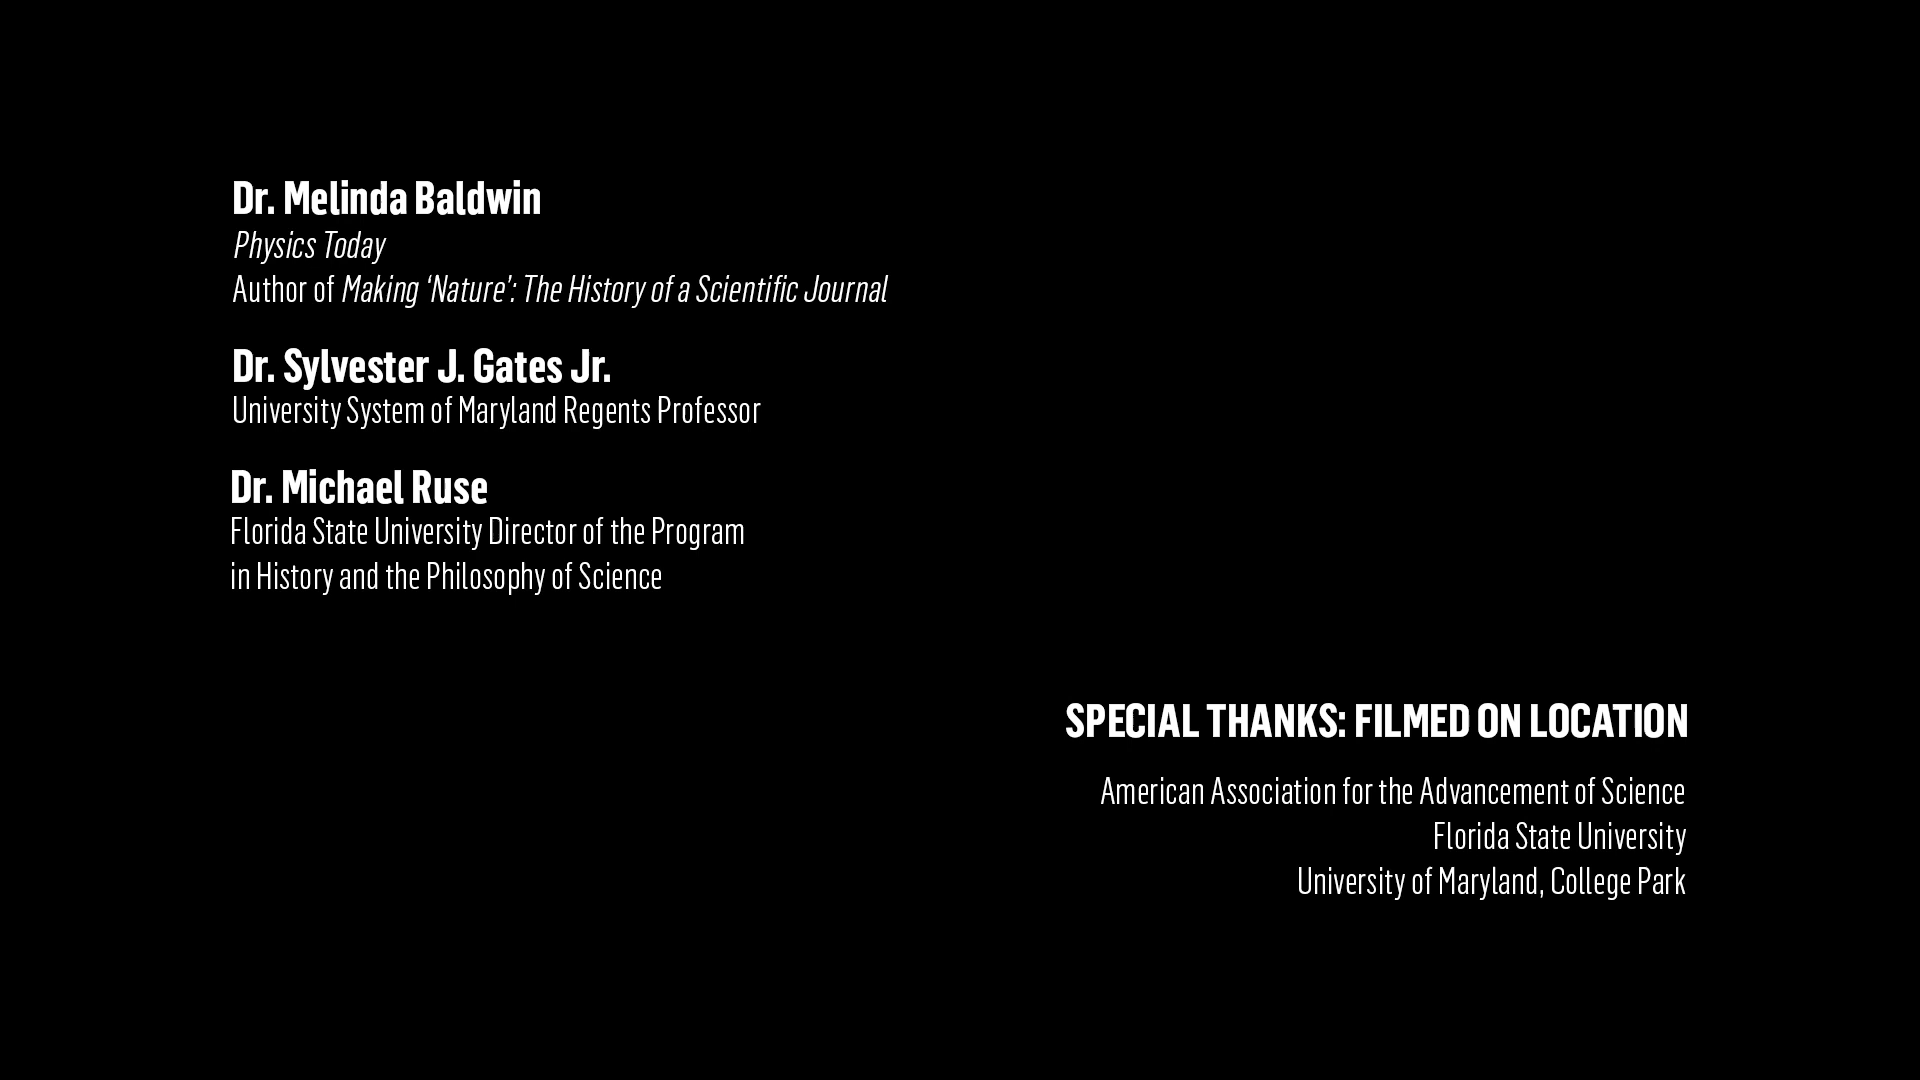 Dr. Melinda Baldwin
Physics Today
Author of Making ‘Nature’: The History of a Scientific Journal
Dr. Sylvester J. Gates Jr.
University System of Maryland Regents Professor
Dr. Michael Ruse
Florida State University Director of the Program
in History and the Philosophy of Science
SPECIAL THANKS: FILMED ON LOCATION
American Association for the Advancement of Science
Florida State University
University of Maryland, College Park